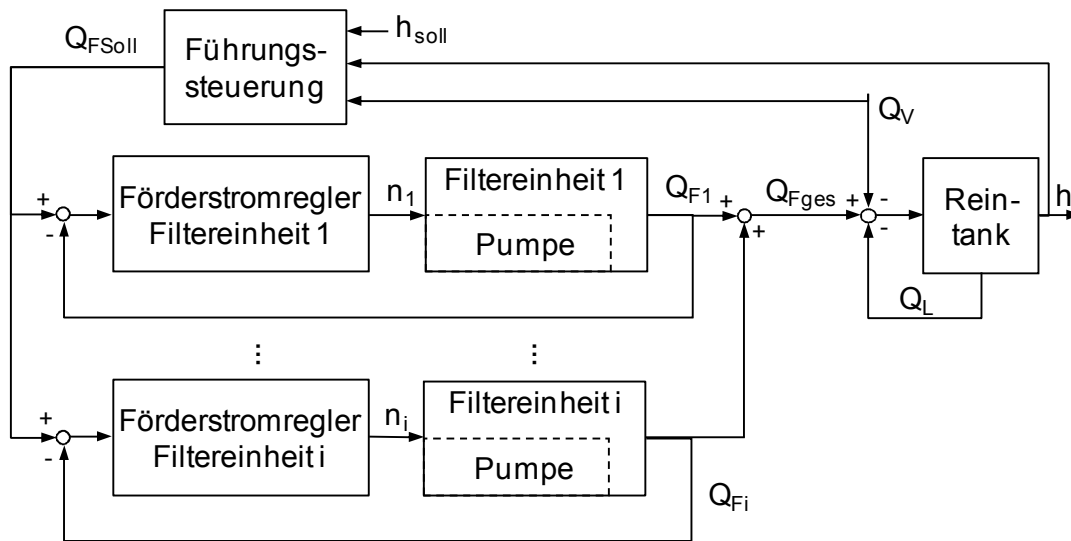 Q_FSoll
Führungs-
steuerung
h_soll
Q_V
+
-
Förderstromregler
Filtereinheit 1
n_1
Filtereinheit 1
Pumpe
Q_F1
+
+
Q_Fges
+
-
-
Rein-
tank
h
Q_L
...
...
+
-
Förderstromregler
Filtereinheit i
n_i
Filtereinheit i
Pumpe
Q_Fi